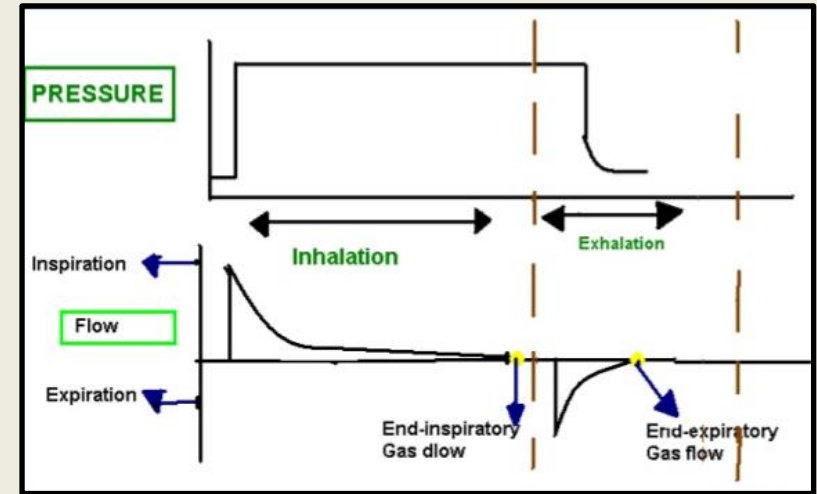 PRESSURE
Inhalation
Exhalation
Inspiration
Flow
Expiration
End-inspiratory
Gas dlow
End-expiratory
Gas flow